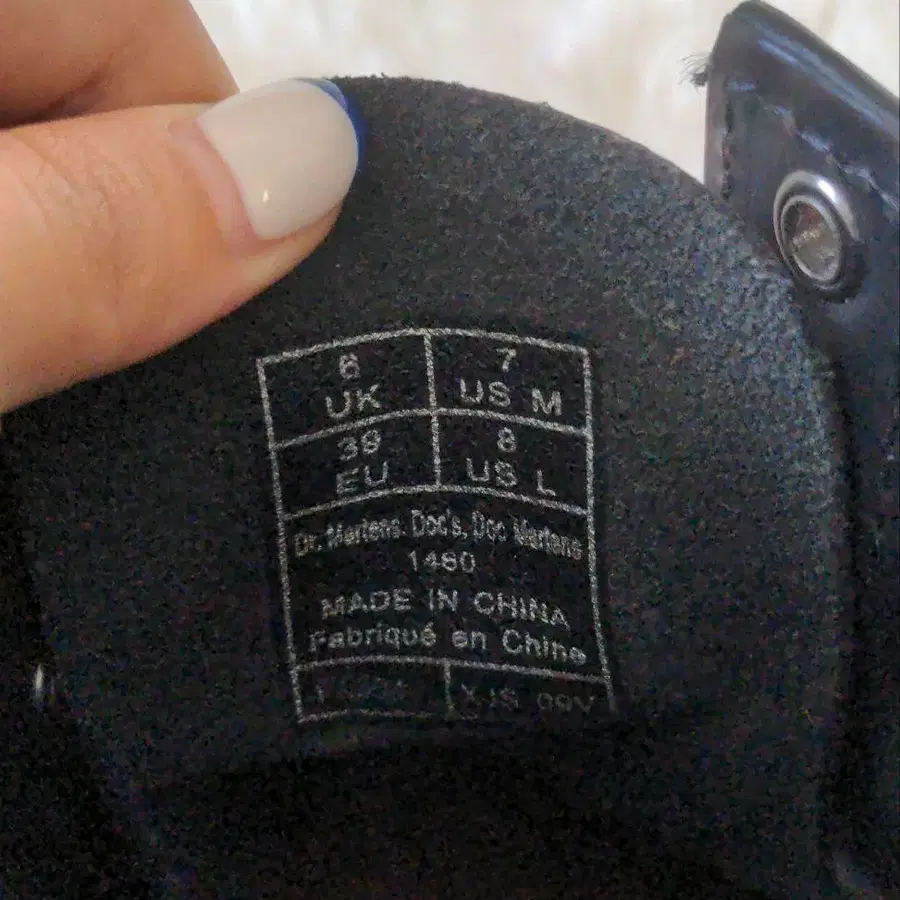 6 7
UK US M
39 8
EU US L
Dr. Martens. Doc's, Doc Martens
1460
MADE IN CHINA
Fabriqué en Chine